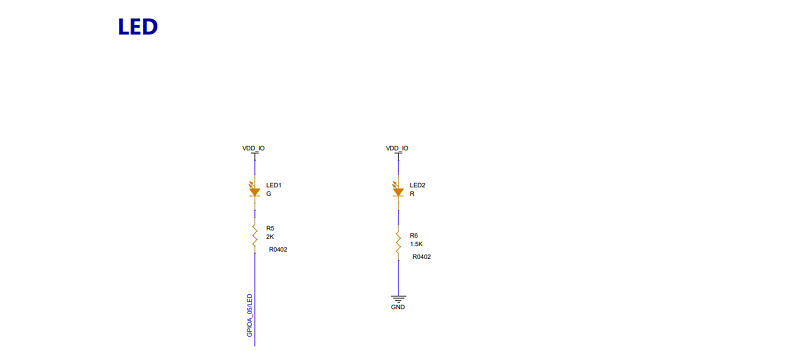 LED
VDD_IO
LED1
G
R5
2K
R0402
GPIOA_05/LED
VDD_IO
LED2
R
R6
1.5K
R0402
GND